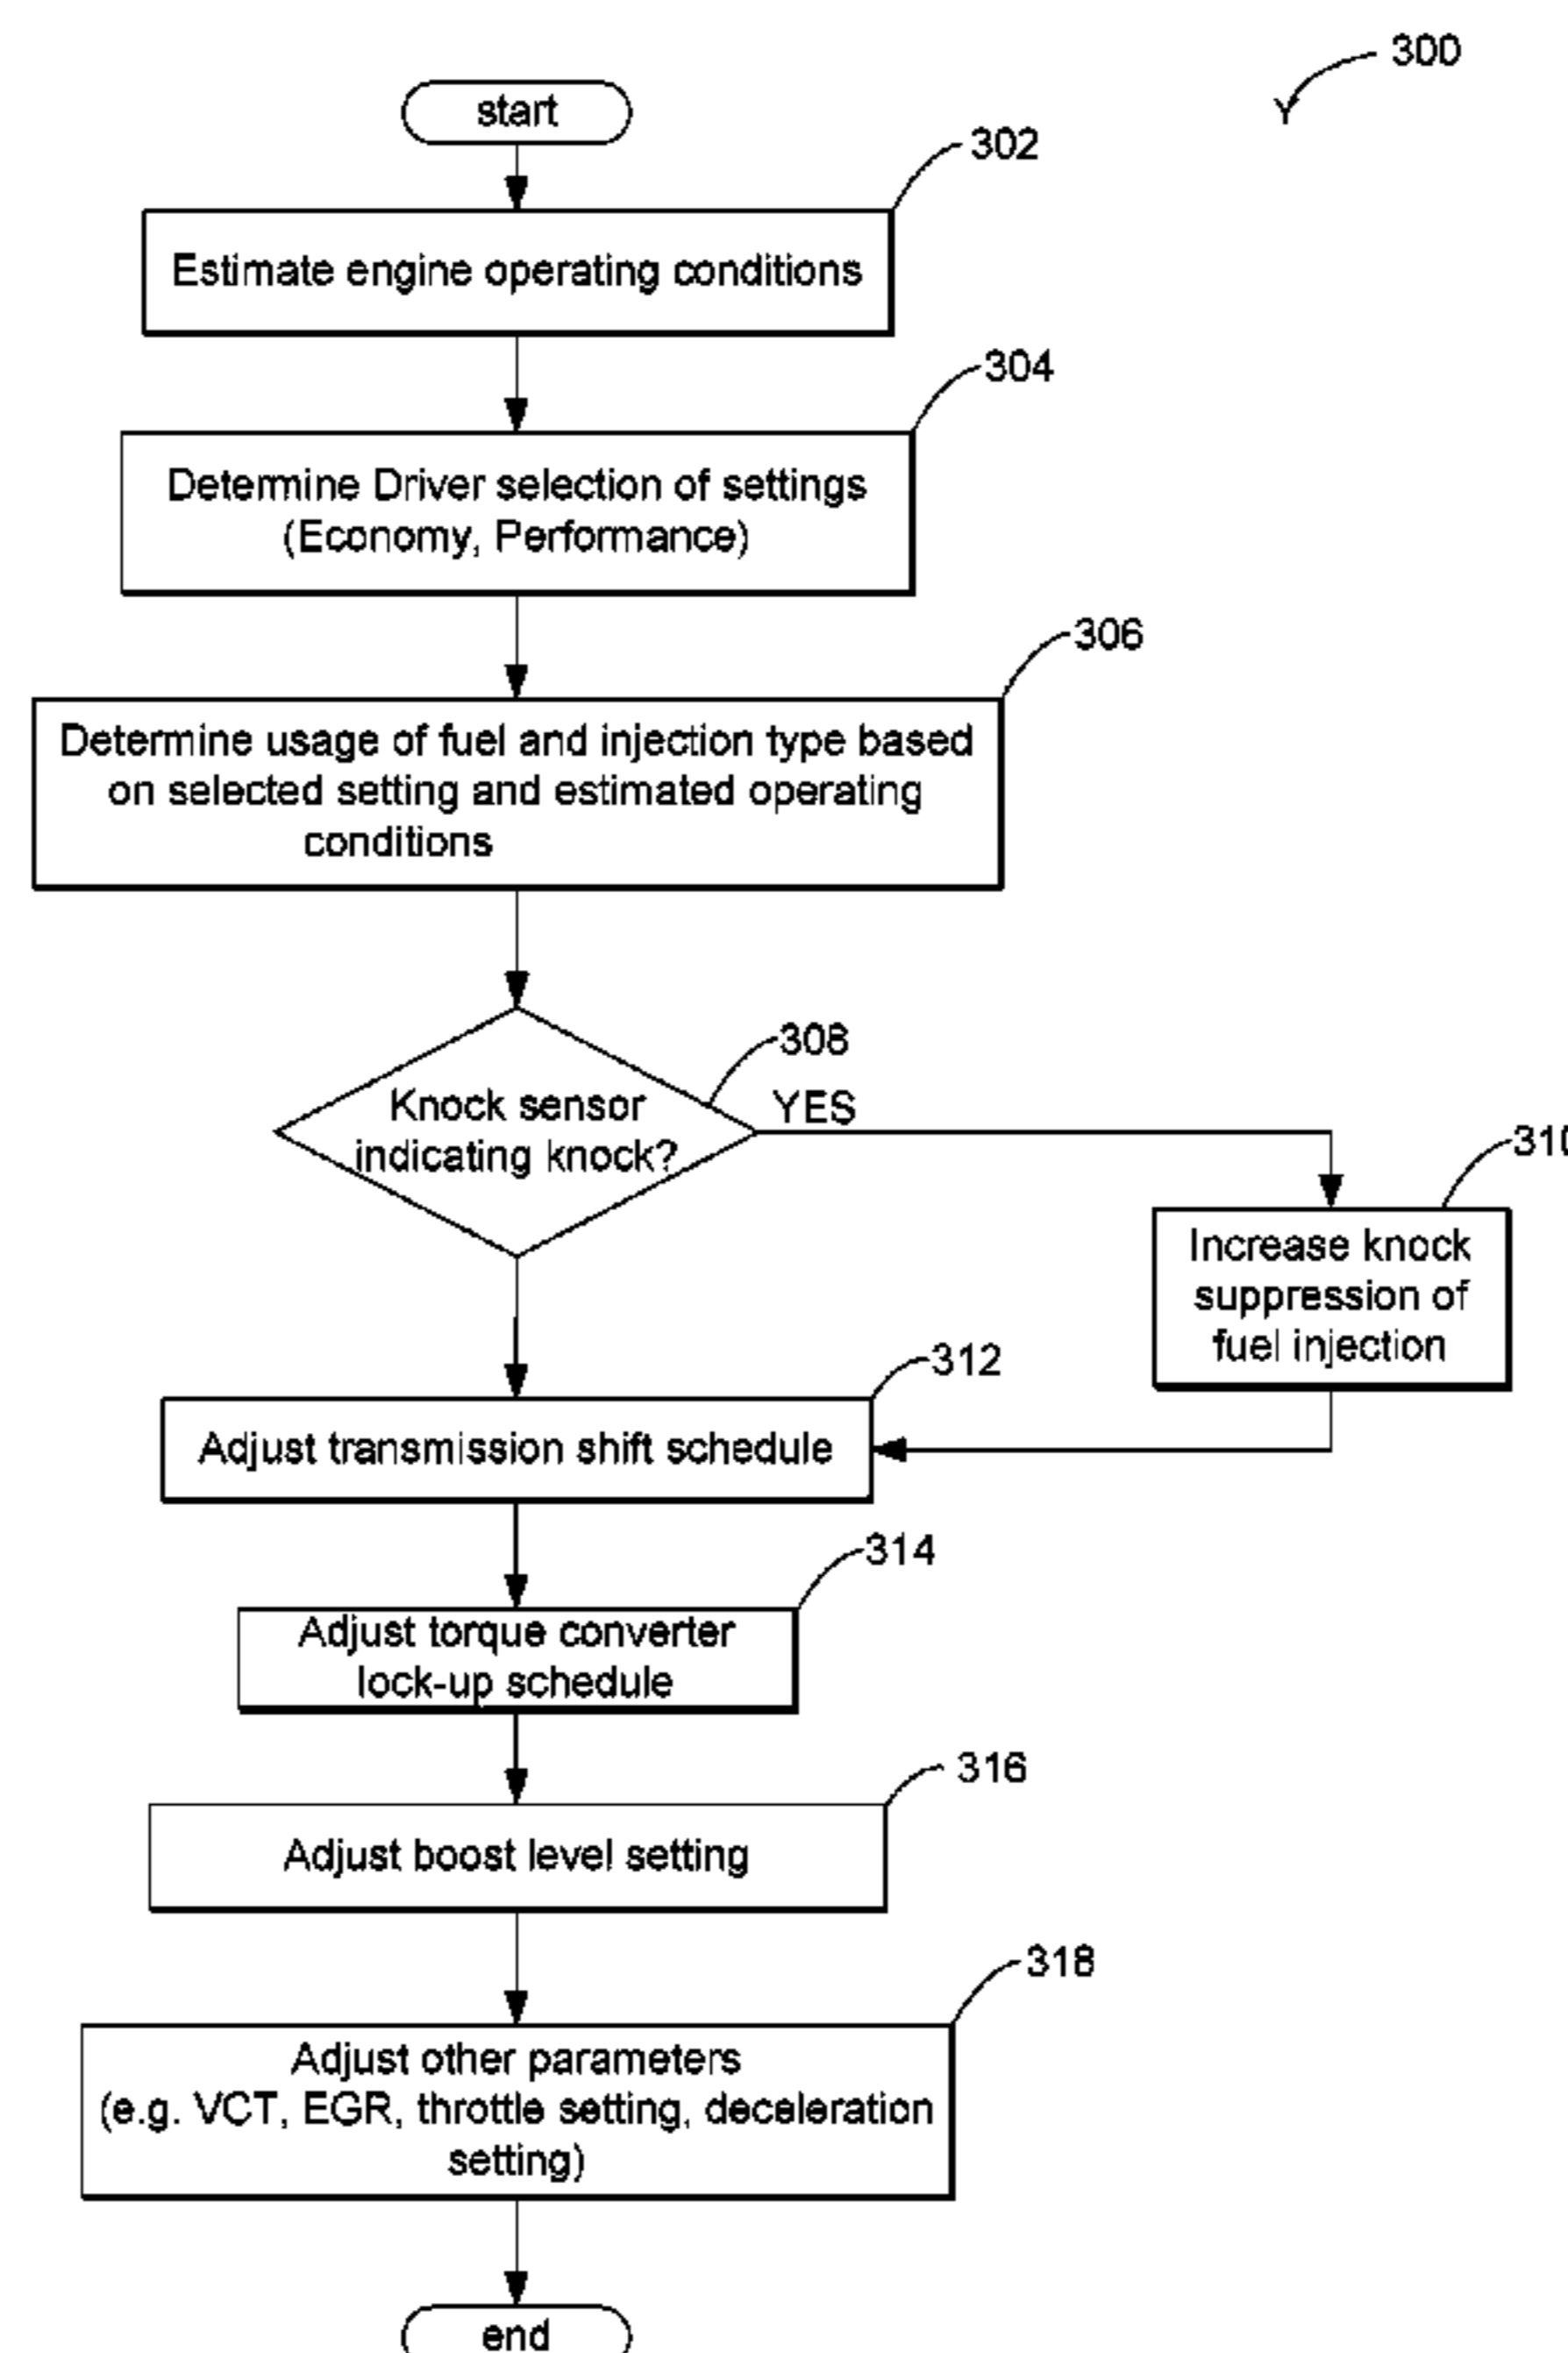 300
start
302
Estimate engine operating conditions
304
Determine Driver selection of settings
(Economy, Performance)
306
Determine usage of fuel and injection type based
on selected setting and estimated operating
conditions
308
Knock sensor
indicating knock?
YES
310
Increase knock
suppression of
fuel injection
312
Adjust transmission shift schedule
314
Adjust torque converter
lock-up schedule
316
Adjust boost level setting
318
Adjust other parameters
(e.g. VCT, EGR, throttle setting, deceleration
setting)
end